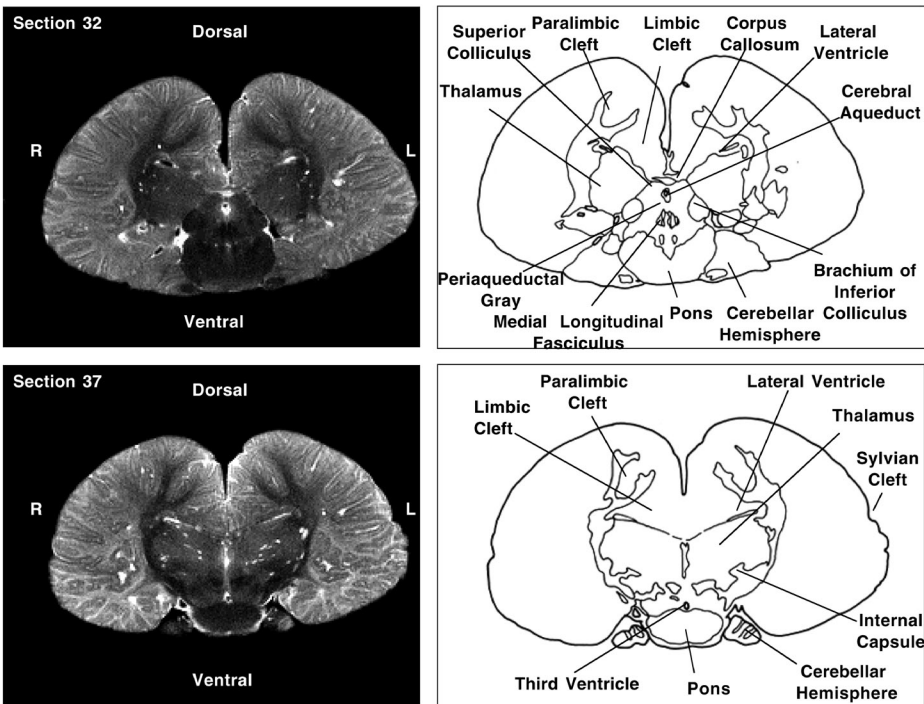 Section 32
Dorsal
R
L
Ventral
Superior
Colliculus
Paralimbic
Cleft
Limbic
Cleft
Corpus
Callosum
Lateral
Ventricle
Thalamus
Cerebral
Aqueduct
Periaqueductal
Gray
Medial Longitudinal
Fasciculus
Pons
Cerebellar
Hemisphere
Brachium of
Inferior
Colliculus
Section 37
Dorsal
R
L
Ventral
Limbic
Cleft
Paralimbic
Cleft
Lateral Ventricle
Thalamus
Sylvian
Cleft
Internal
Capsule
Third Ventricle
Pons
Cerebellar
Hemisphere